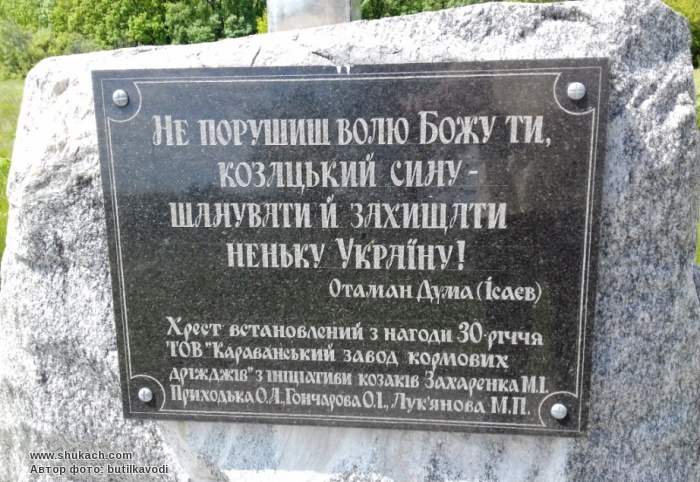 Не порушиш волю Божу ти,
козацький сину -
шанувати й захищати
неньку Україну!
Отаман Дума (Ісаєв)
Хрест встановлений з нагоди 30-річчя
ТОВ "Караванський завод кормових
дріжджів" з ініціативи козаків Захаренка М.І.
Приходька О.А., Гончарова О.І., Лук'янова М.П.
www.shukach.com
Автор фото: butilkavodi